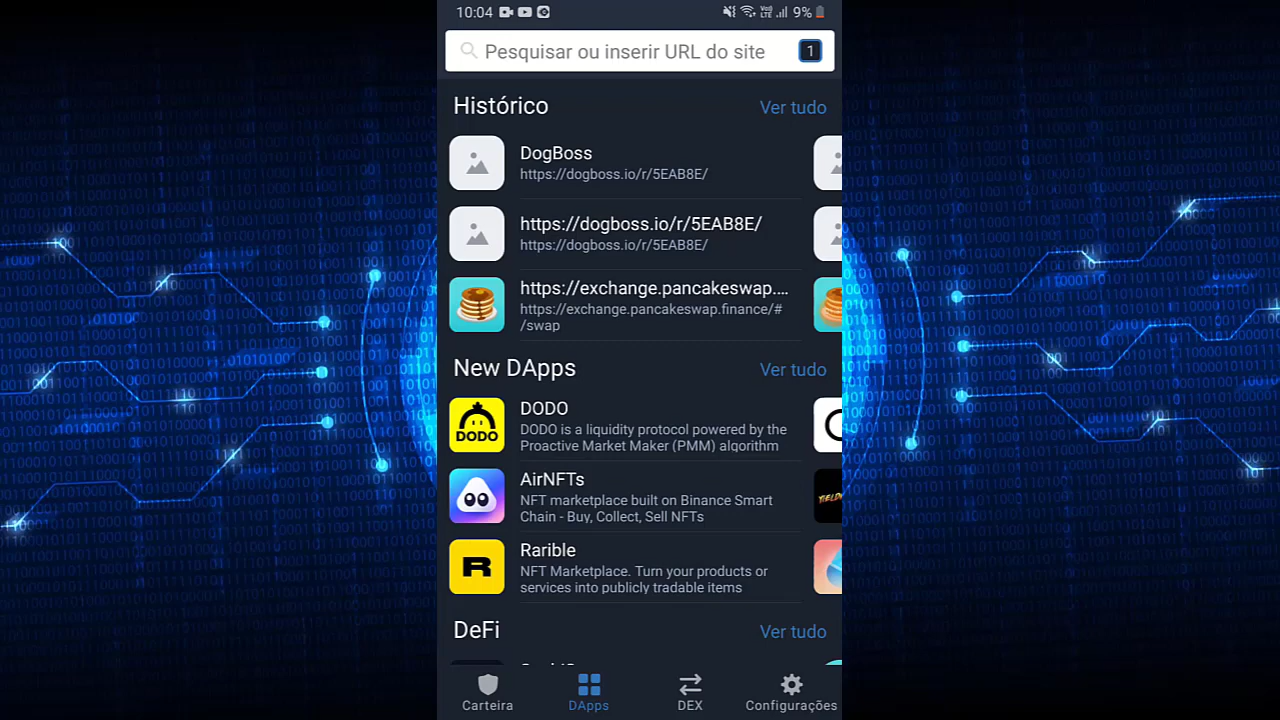 10:04
VoJ
LTE
9%
Pesquisar ou inserir URL do site
1
Histórico
Ver tudo
DogBoss
https://dogboss.io/r/5EAB8E/
https://dogboss.io/r/5EAB8E/
https://dogboss.io/r/5EAB8E/
https://exchange.pancakeswap....
https://exchange.pancakeswap.finance/#
/swap
New DApps
Ver tudo
DODO
DODO
DODO is a liquidity protocol powered by the
Proactive Market Maker (PMM) algorithm
AirNFTs
NFT marketplace built on Binance Smart
Chain - Buy, Collect, Sell NFTs
R
Rarible
NFT Marketplace. Turn your products or
services into publicly tradable items
DeFi
Ver tudo
Carteira
DApps
DEX
Configurações